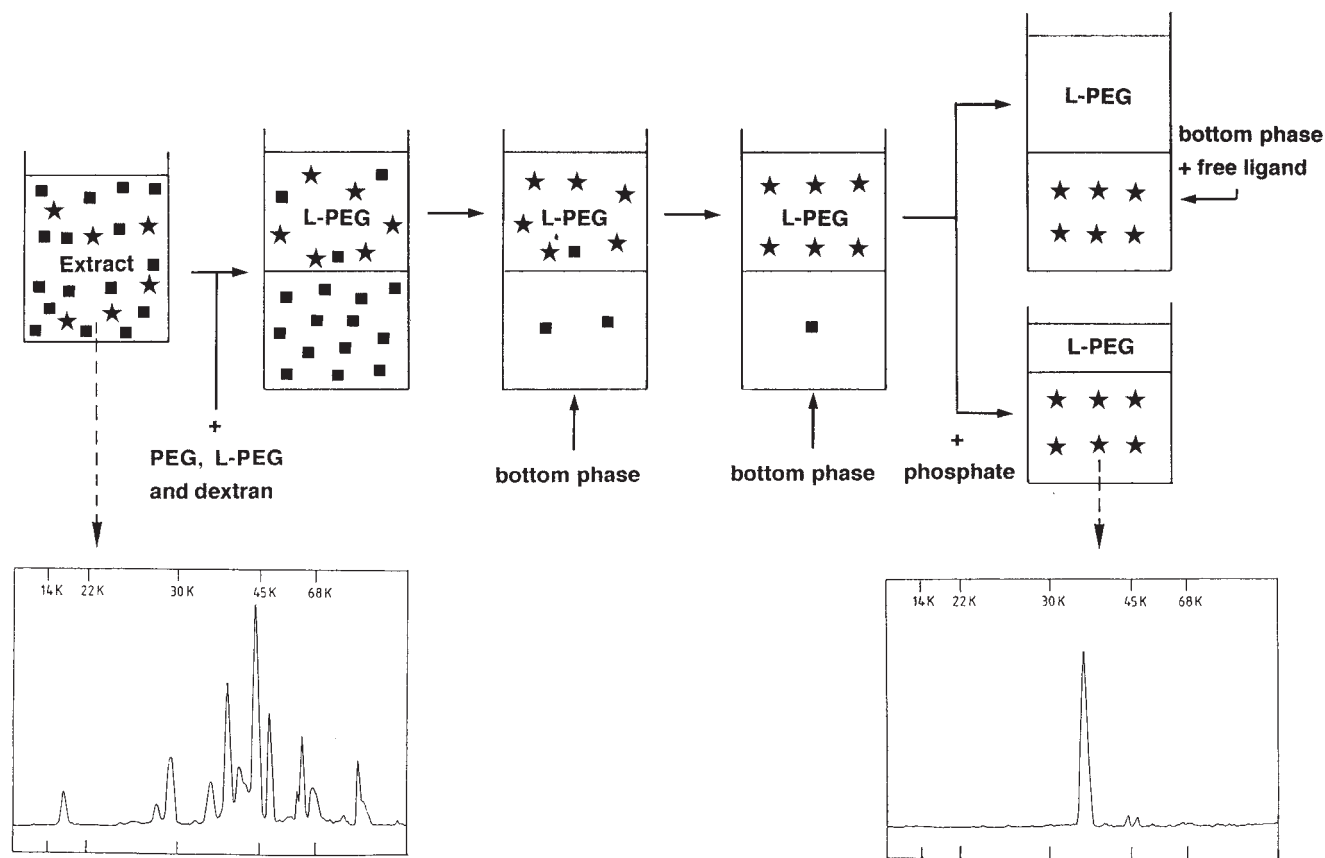 L-PEG
bottom phase
+ free ligand
Extract
L-PEG
L-PEG
L-PEG
+
PEG, L-PEG
and dextran
bottom phase
bottom phase
+
phosphate
L-PEG
14K 22K 30K 45K 68K
14K 22K 30K 45K 68K